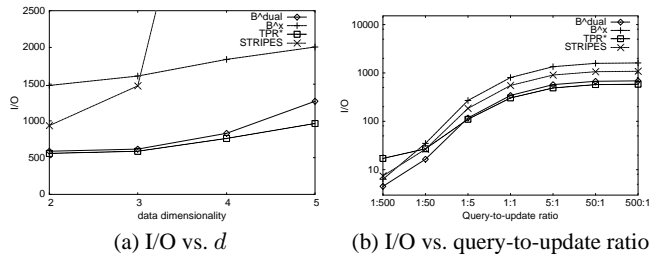 B^dual
B^x
TPR*
STRIPES
2500
2000
1500
1000
500
0
I/O
2
3
4
5
data dimensionality
(a) I/O vs. d
B^dual
B^x
TPR*
STRIPES
10000
1000
100
10
I/O
1:500
1:50
1:5
1:1
5:1
50:1
500:1
Query-to-update ratio
(b) I/O vs. query-to-update ratio